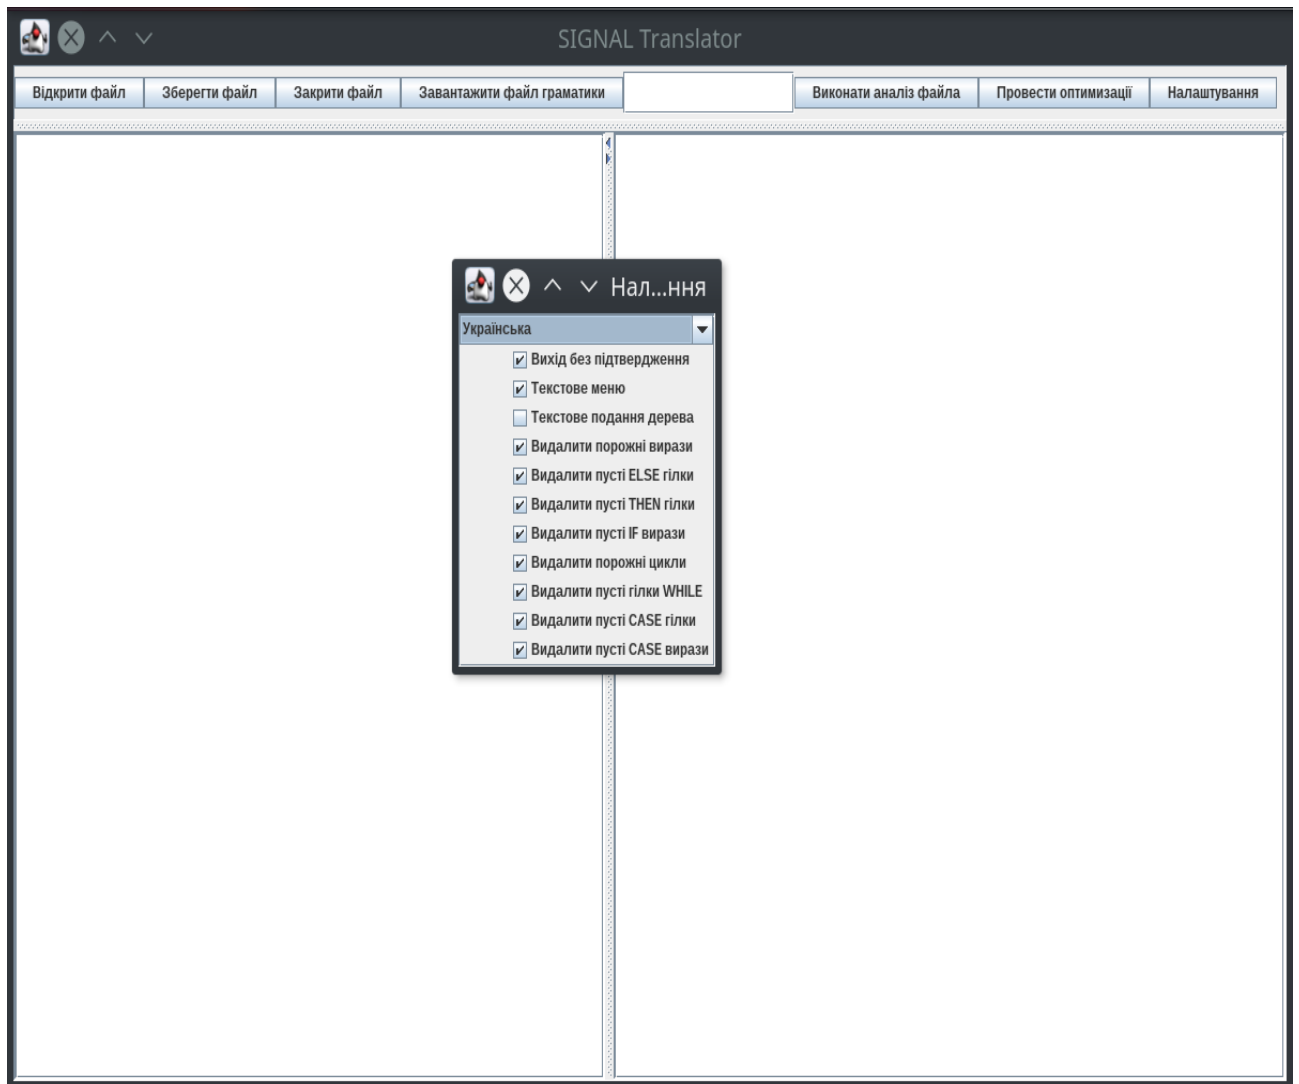 SIGNAL Translator
Відкрити файл Зберегти файл Закрити файл Завантажити файл граматики Виконати аналіз файла Провести оптимизації Налаштування
Нал...ння
Українська
Вихід без підтвердження
Текстове меню
Текстове подання дерева
Видалити порожні вирази
Видалити пусті ELSE гілки
Видалити пусті THEN гілки
Видалити пусті IF вирази
Видалити порожні цикли
Видалити пусті гілки WHILE
Видалити пусті CASE гілки
Видалити пусті CASE вирази